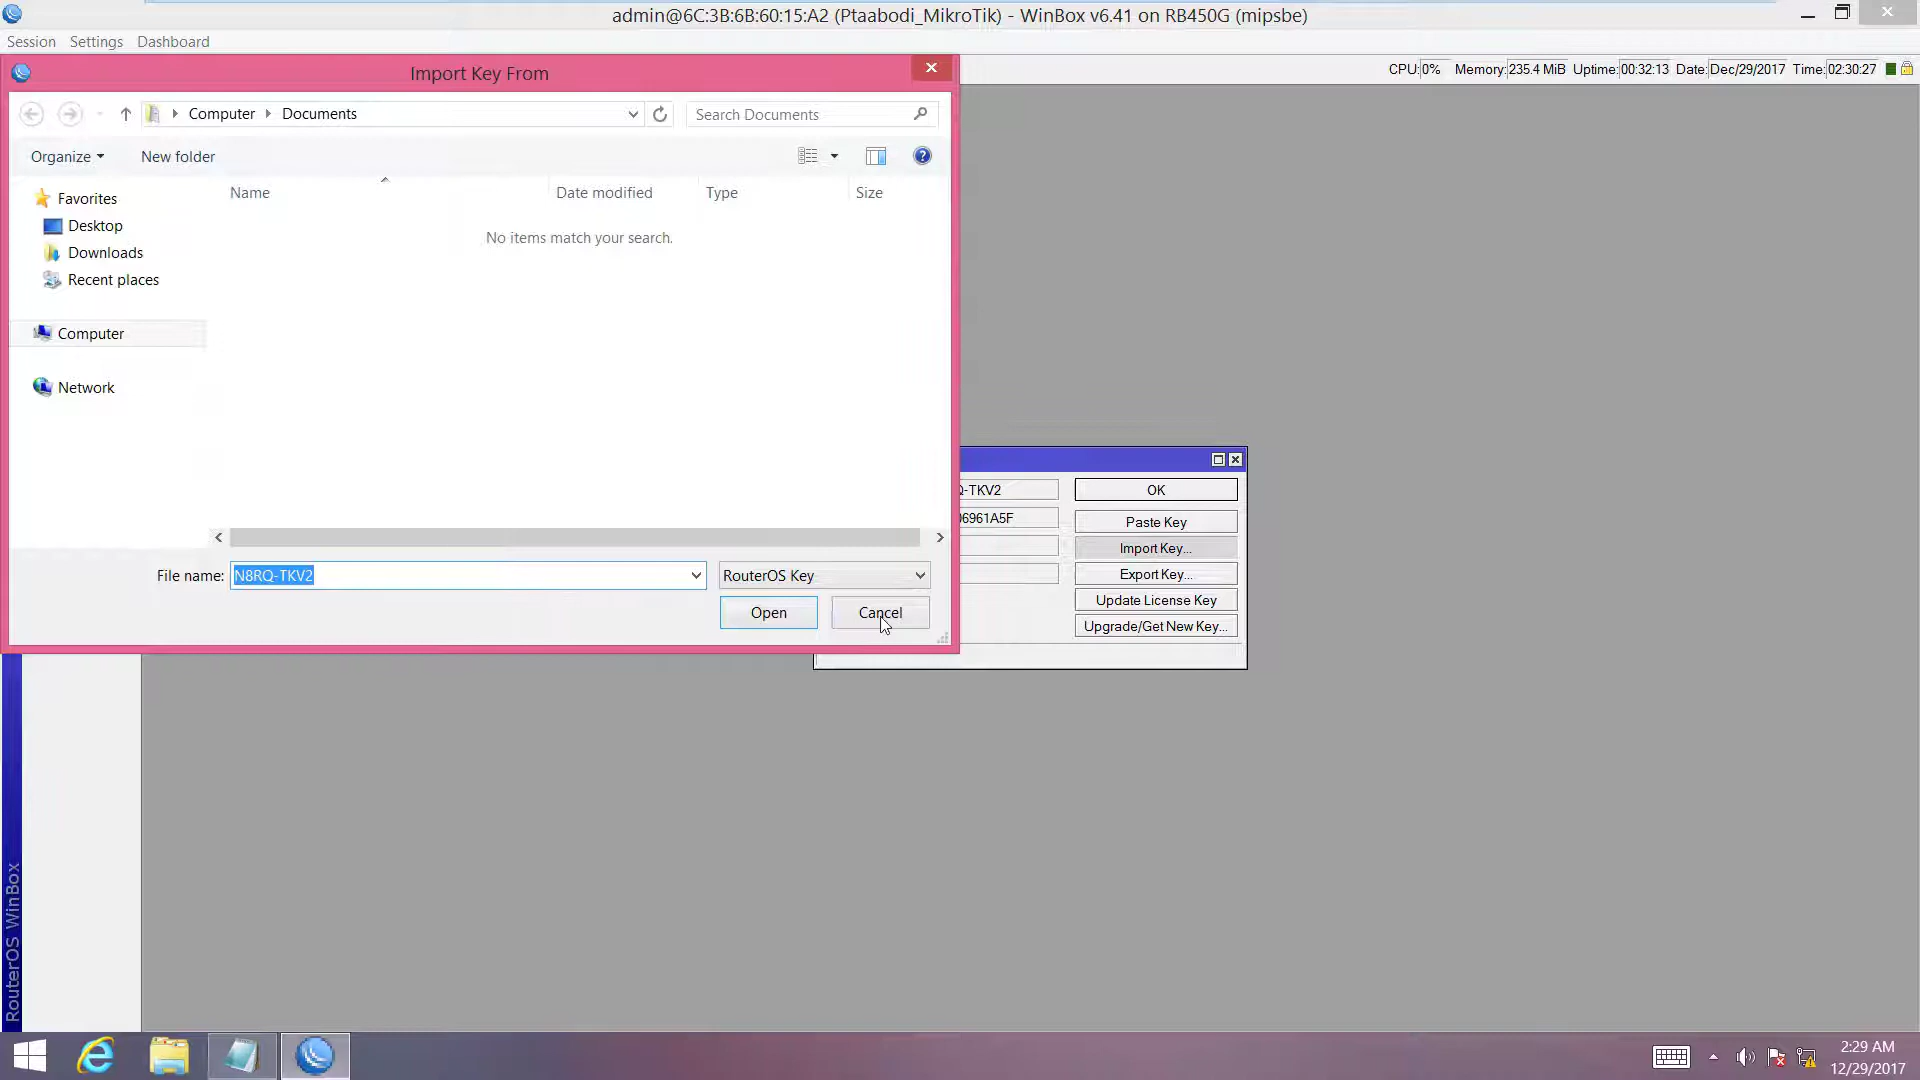 admin@6C:3B:6B:60:15:A2 (Ptaabodi_MikroTik) - WinBox v6.41 on RB450G (mipsbe)
Session Settings Dashboard
CPU: 0% Memory: 235.4 MiB Uptime: 00:32:13 Date: Dec/29/2017 Time: 02:30:27
Import Key From
Computer Documents
Search Documents
Organize New folder
Name Date modified Type Size
No items match your search.
Favorites
Desktop
Downloads
Recent places
Computer
Network
File name: N8RQ-TKV2 RouterOS Key
Open Cancel
Q-TKV2 OK
06961A5F Paste Key
Import Key...
Export Key...
Update License Key
Upgrade/Get New Key...
RouterOS WinBox
2:29 AM
12/29/2017